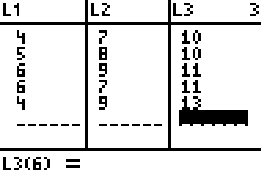 L1 L2 L3 3
4 7 10
5 8 10
6 9 11
6 7 11
4 9 13
------ ------ ------
L3(6) =